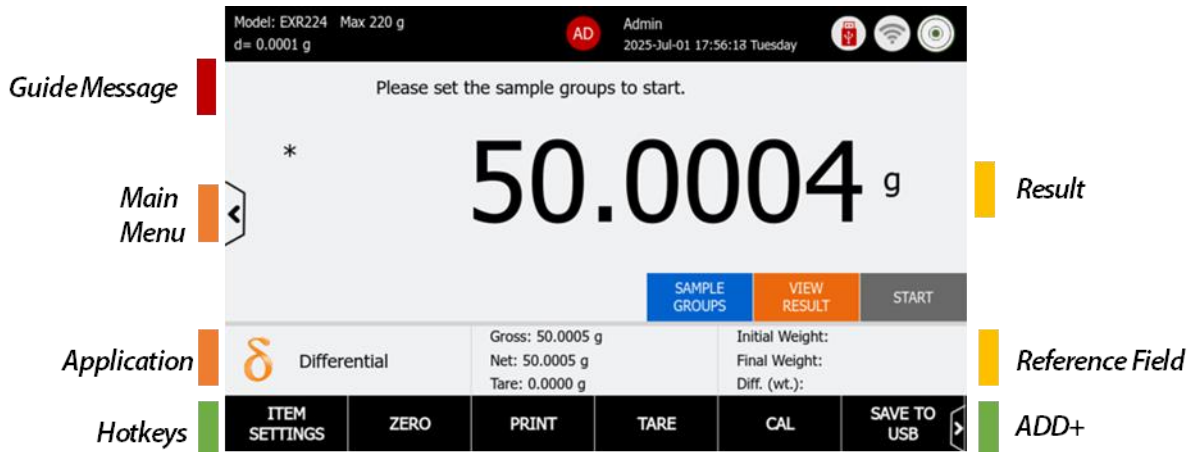 Model: EXR224 Max 220 g
d= 0.0001 g
AD
Admin
2025-Jul-01 17:56:13 Tuesday
Guide Message
Please set the sample groups to start.
*
50.0004 g
Main
Menu
Result
SAMPLE
GROUPS
VIEW
RESULT
START
Application
δ
Differential
Gross: 50.0005 g
Net: 50.0005 g
Tare: 0.0000 g
Initial Weight:
Final Weight:
Diff. (wt.):
Reference Field
Hotkeys
ITEM
SETTINGS
ZERO
PRINT
TARE
CAL
SAVE TO
USB
ADD+